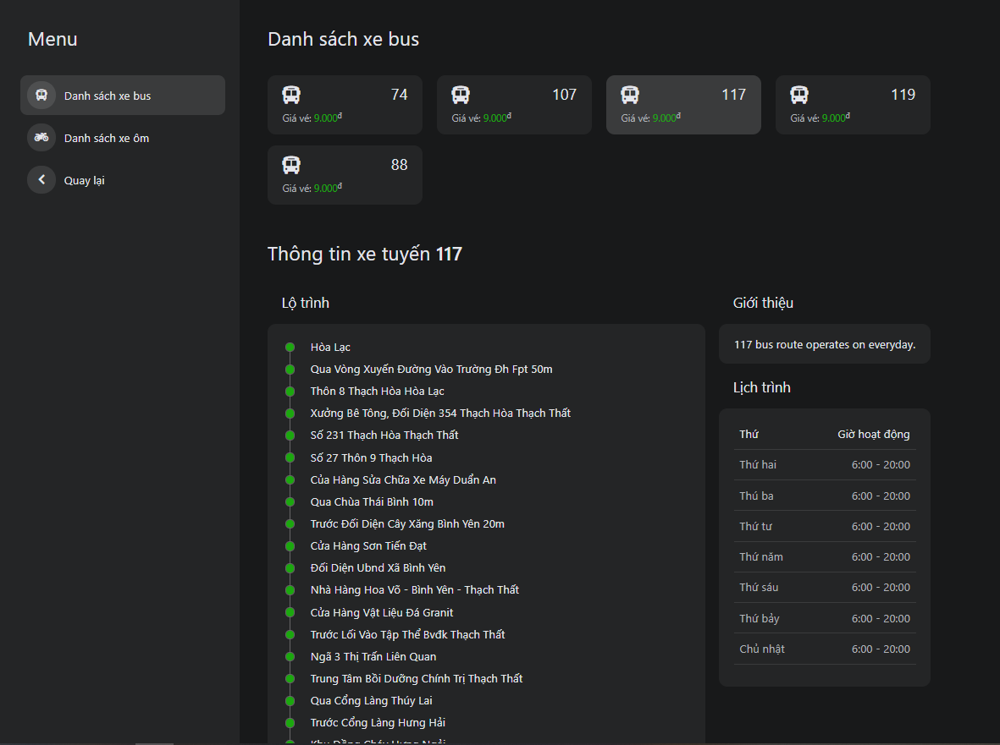 Menu
Danh sách xe bus
Danh sách xe ôm
Quay lại
Danh sách xe bus
74
Giá vé: 9.000đ
107
Giá vé: 9.000đ
117
Giá vé: 9.000đ
119
Giá vé: 9.000đ
88
Giá vé: 9.000đ
Thông tin xe tuyến 117
Lộ trình
Hòa Lạc
Qua Vòng Xuyến Đường Vào Trường Đh Fpt 50m
Thôn 8 Thạch Hòa Hòa Lạc
Xưởng Bê Tông, Đối Diện 354 Thạch Hòa Thạch Thất
Số 231 Thạch Hòa Thạch Thất
Số 27 Thôn 9 Thạch Hòa
Của Hàng Sửa Chữa Xe Máy Duẩn An
Qua Chùa Thái Bình 10m
Trước Đối Diện Cây Xăng Bình Yên 20m
Cửa Hàng Sơn Tiến Đạt
Đối Diện Ubnd Xã Bình Yên
Nhà Hàng Hoa Võ - Bình Yên - Thạch Thất
Cửa Hàng Vật Liệu Đá Granit
Trước Lối Vào Tập Thể Bvđk Thạch Thất
Ngã 3 Thị Trấn Liên Quan
Trung Tâm Bồi Dưỡng Chính Trị Thạch Thất
Qua Cổng Làng Thúy Lai
Trước Cổng Làng Hưng Hải
Giới thiệu
117 bus route operates on everyday.
Lịch trình
Thứ Giờ hoạt động
Thứ hai 6:00 - 20:00
Thú ba 6:00 - 20:00
Thứ tư 6:00 - 20:00
Thứ năm 6:00 - 20:00
Thứ sáu 6:00 - 20:00
Thứ bảy 6:00 - 20:00
Chủ nhật 6:00 - 20:00